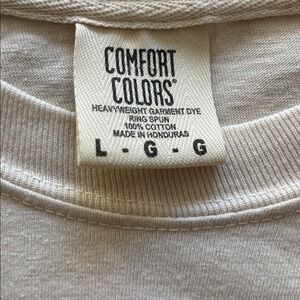 COMFORT
COLORS®
HEAVYWEIGHT GARMENT DYE
RING SPUN
100% COTTON
MADE IN HONDURAS
L - G - G